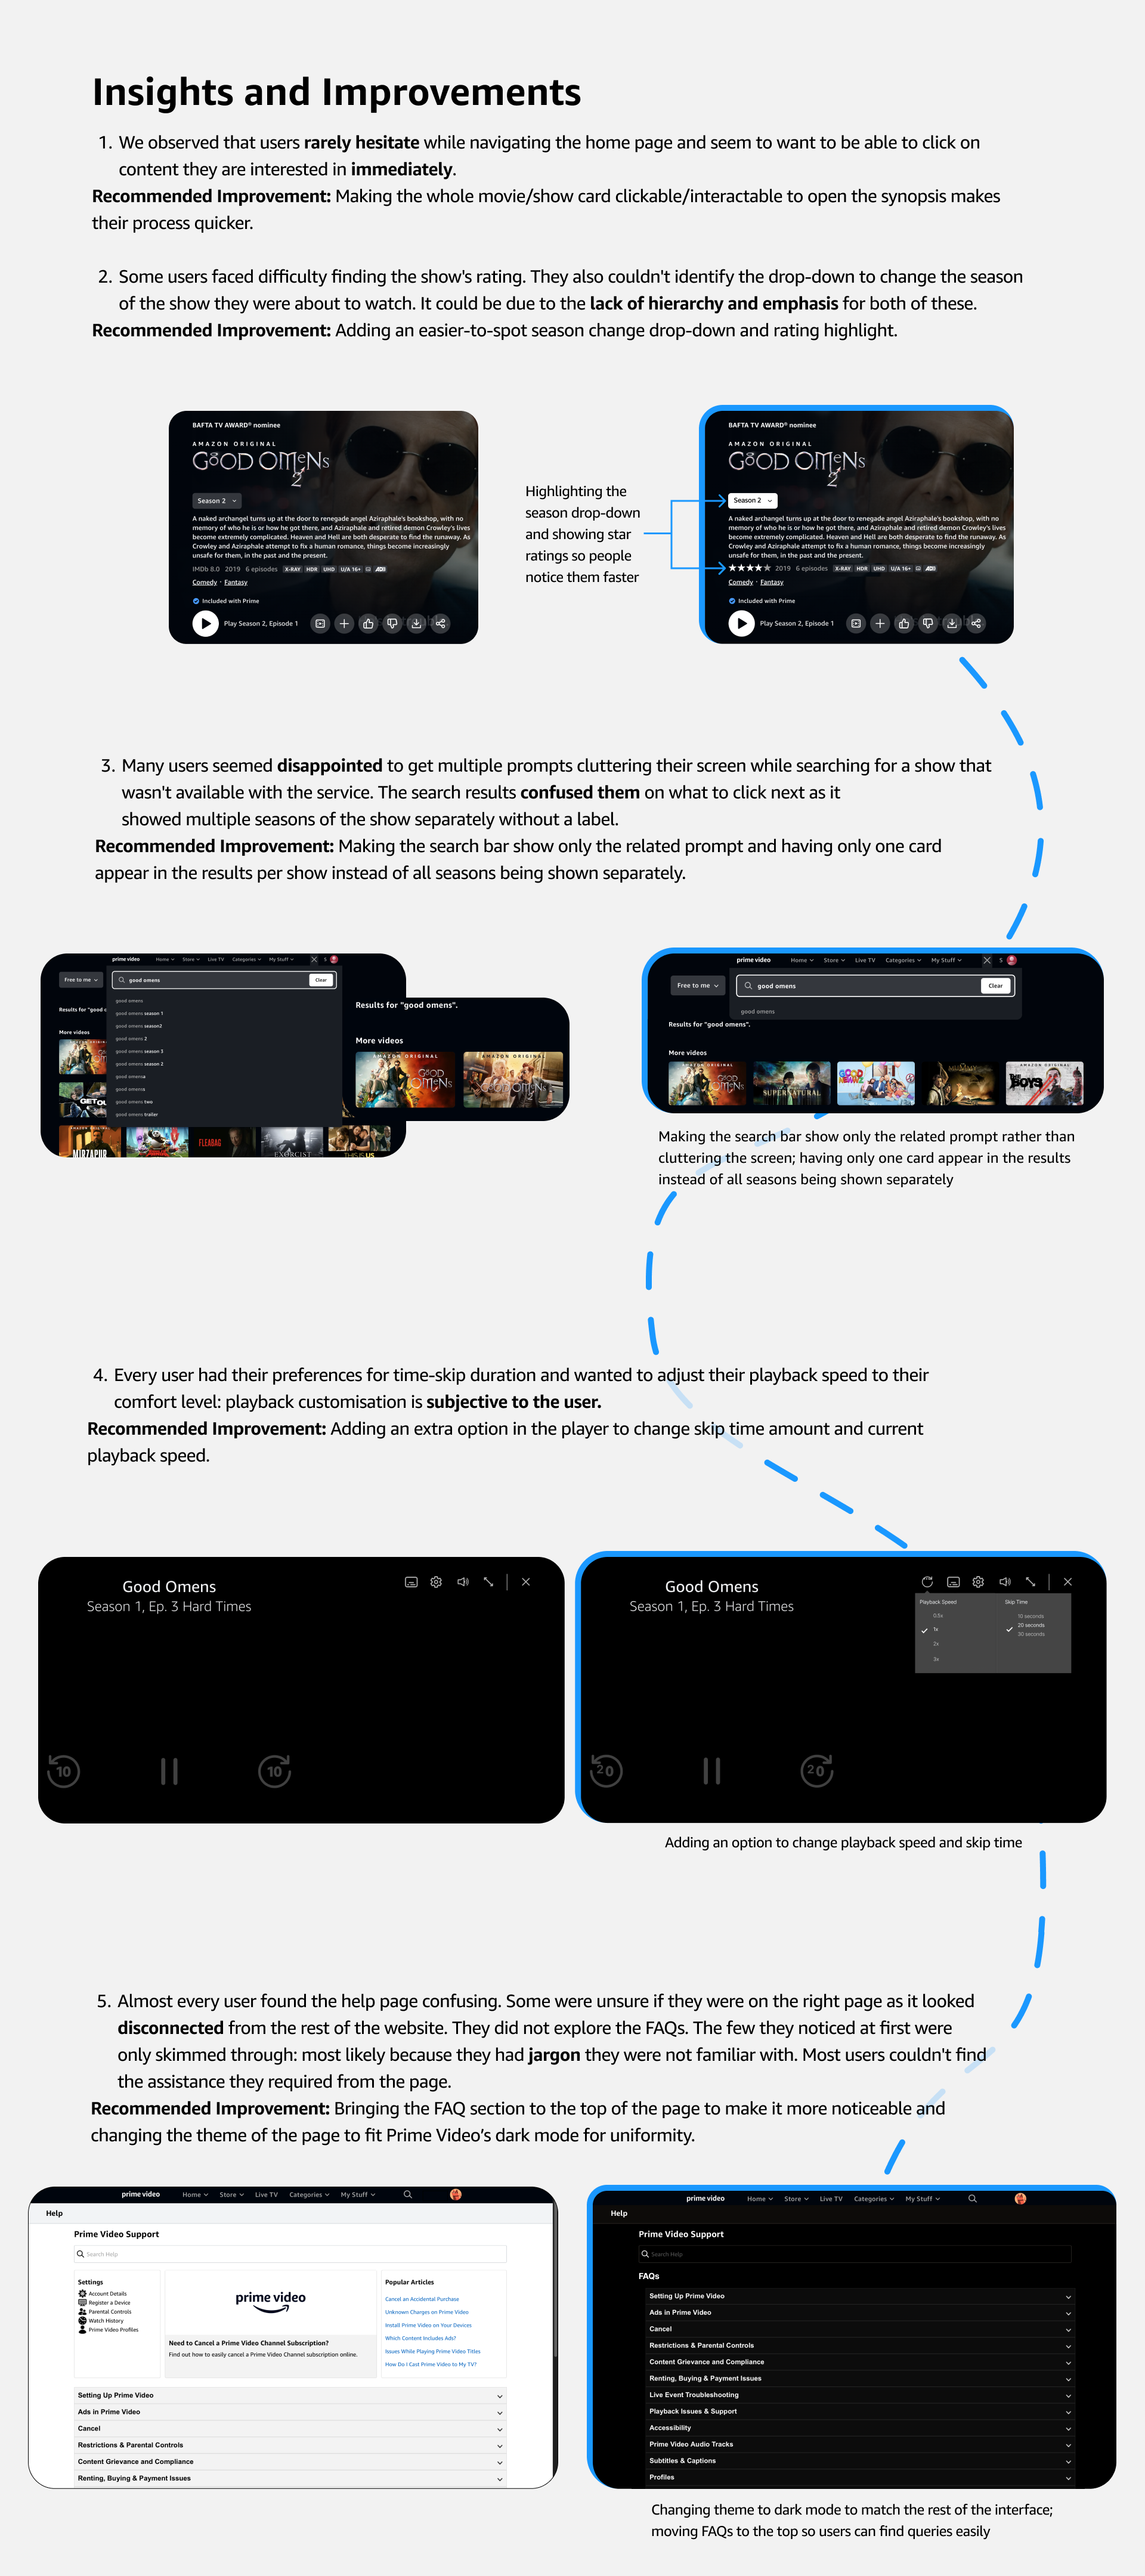 Insights and Improvements
1. We observed that users rarely hesitate while navigating the home page and seem to want to be able to click on
content they are interested in immediately.
Recommended Improvement: Making the whole movie/show card clickable/interactable to open the synopsis makes
their process quicker.
2. Some users faced difficulty finding the show's rating. They also couldn't identify the drop-down to change the season
of the show they were about to watch. It could be due to the lack of hierarchy and emphasis for both of these.
Recommended Improvement: Adding an easier-to-spot season change drop-down and rating highlight.
BAFTA TV AWARD® nominee
AMAZON ORIGINAL
GOOD OMENS
2
Season 2
A naked archangel turns up at the door to renegade angel Aziraphale's bookshop, with no
memory of who he is or how he got there, and Aziraphale and retired demon Crowley's lives
become extremely complicated. Heaven and Hell are both desperate to find the runaway. As
Crowley and Aziraphale attempt to fix a human romance, things become increasingly
unsafe for them, in the past and the present.
IMDb 8.0 2019 6 episodes X-RAY HDR UHD U/A 16+ AD
Comedy · Fantasy
Included with Prime
Play Season 2, Episode 1
Highlighting the
season drop-down
and showing star
ratings so people
notice them faster
BAFTA TV AWARD® nominee
AMAZON ORIGINAL
GOOD OMENS
2
Season 2
A naked archangel turns up at the door to renegade angel Aziraphale's bookshop, with no
memory of who he is or how he got there, and Aziraphale and retired demon Crowley's lives
become extremely complicated. Heaven and Hell are both desperate to find the runaway. As
Crowley and Aziraphale attempt to fix a human romance, things become increasingly
unsafe for them, in the past and the present.
★★★★★ 2019 6 episodes X-RAY HDR UHD U/A 16+ AD
Comedy · Fantasy
Included with Prime
Play Season 2, Episode 1
3. Many users seemed disappointed to get multiple prompts cluttering their screen while searching for a show that
wasn't available with the service. The search results confused them on what to click next as it
showed multiple seasons of the show separately without a label.
Recommended Improvement: Making the search bar show only the related prompt and having only one card
appear in the results per show instead of all seasons being shown separately.
prime video Home Store Live TV Categories My Stuff S
Free to me
good omens Clear
good omens
Results for "good o
good omens season 1
good omens season2
More videos
good omens 2
good omens season 3
good omens season 2
good omensa
good omens
good omens two
good omens trailer
GET OU
MIRZAPUR
FLEABAG
EXORCIST
THIS IS US
Results for "good omens".
More videos
AMAZON ORIGINAL
GOOD OMENS
AMAZON ORIGINAL
GOOD OMENS
prime video Home Store Live TV Categories My Stuff S
Free to me
good omens Clear
good omens
Results for "good omens".
More videos
AMAZON ORIGINAL
GOOD OMENS
SUPERNATURAL
GOOD NEWWZ
MUMMY
THE BOYS
Making the search bar show only the related prompt rather than
cluttering the screen; having only one card appear in the results
instead of all seasons being shown separately
4. Every user had their preferences for time-skip duration and wanted to adjust their playback speed to their
comfort level: playback customisation is subjective to the user.
Recommended Improvement: Adding an extra option in the player to change skip time amount and current
playback speed.
Good Omens
Season 1, Ep. 3 Hard Times
10
10
Good Omens
Season 1, Ep. 3 Hard Times
Playback Speed Skip Time
0.5x
1x
2x
3x
10 seconds
20 seconds
30 seconds
20
20
Adding an option to change playback speed and skip time
5. Almost every user found the help page confusing. Some were unsure if they were on the right page as it looked
disconnected from the rest of the website. They did not explore the FAQs. The few they noticed at first were
only skimmed through: most likely because they had jargon they were not familiar with. Most users couldn't find
the assistance they required from the page.
Recommended Improvement: Bringing the FAQ section to the top of the page to make it more noticeable and
changing the theme of the page to fit Prime Video's dark mode for uniformity.
prime video Home Store Live TV Categories My Stuff
Help
Prime Video Support
Search Help
Settings
Account Details
Register a Device
Parental Controls
Watch History
Prime Video Profiles
prime video
Need to Cancel a Prime Video Channel Subscription?
Find out how to easily cancel a Prime Video Channel subscription online.
Popular Articles
Cancel an Accidental Purchase
Unknown Charges on Prime Video
Install Prime Video on Your Devices
Which Content Includes Ads?
Issues While Playing Prime Video Titles
How Do I Cast Prime Video to My TV?
Setting Up Prime Video
Ads in Prime Video
Cancel
Restrictions & Parental Controls
Content Grievance and Compliance
Renting, Buying & Payment Issues
prime video Home Store Live TV Categories My Stuff
Help
Prime Video Support
Search Help
FAQs
Setting Up Prime Video
Ads in Prime Video
Cancel
Restrictions & Parental Controls
Content Grievance and Compliance
Renting, Buying & Payment Issues
Live Event Troubleshooting
Playback Issues & Support
Accessibility
Prime Video Audio Tracks
Subtitles & Captions
Profiles
Changing theme to dark mode to match the rest of the interface;
moving FAQs to the top so users can find queries easily